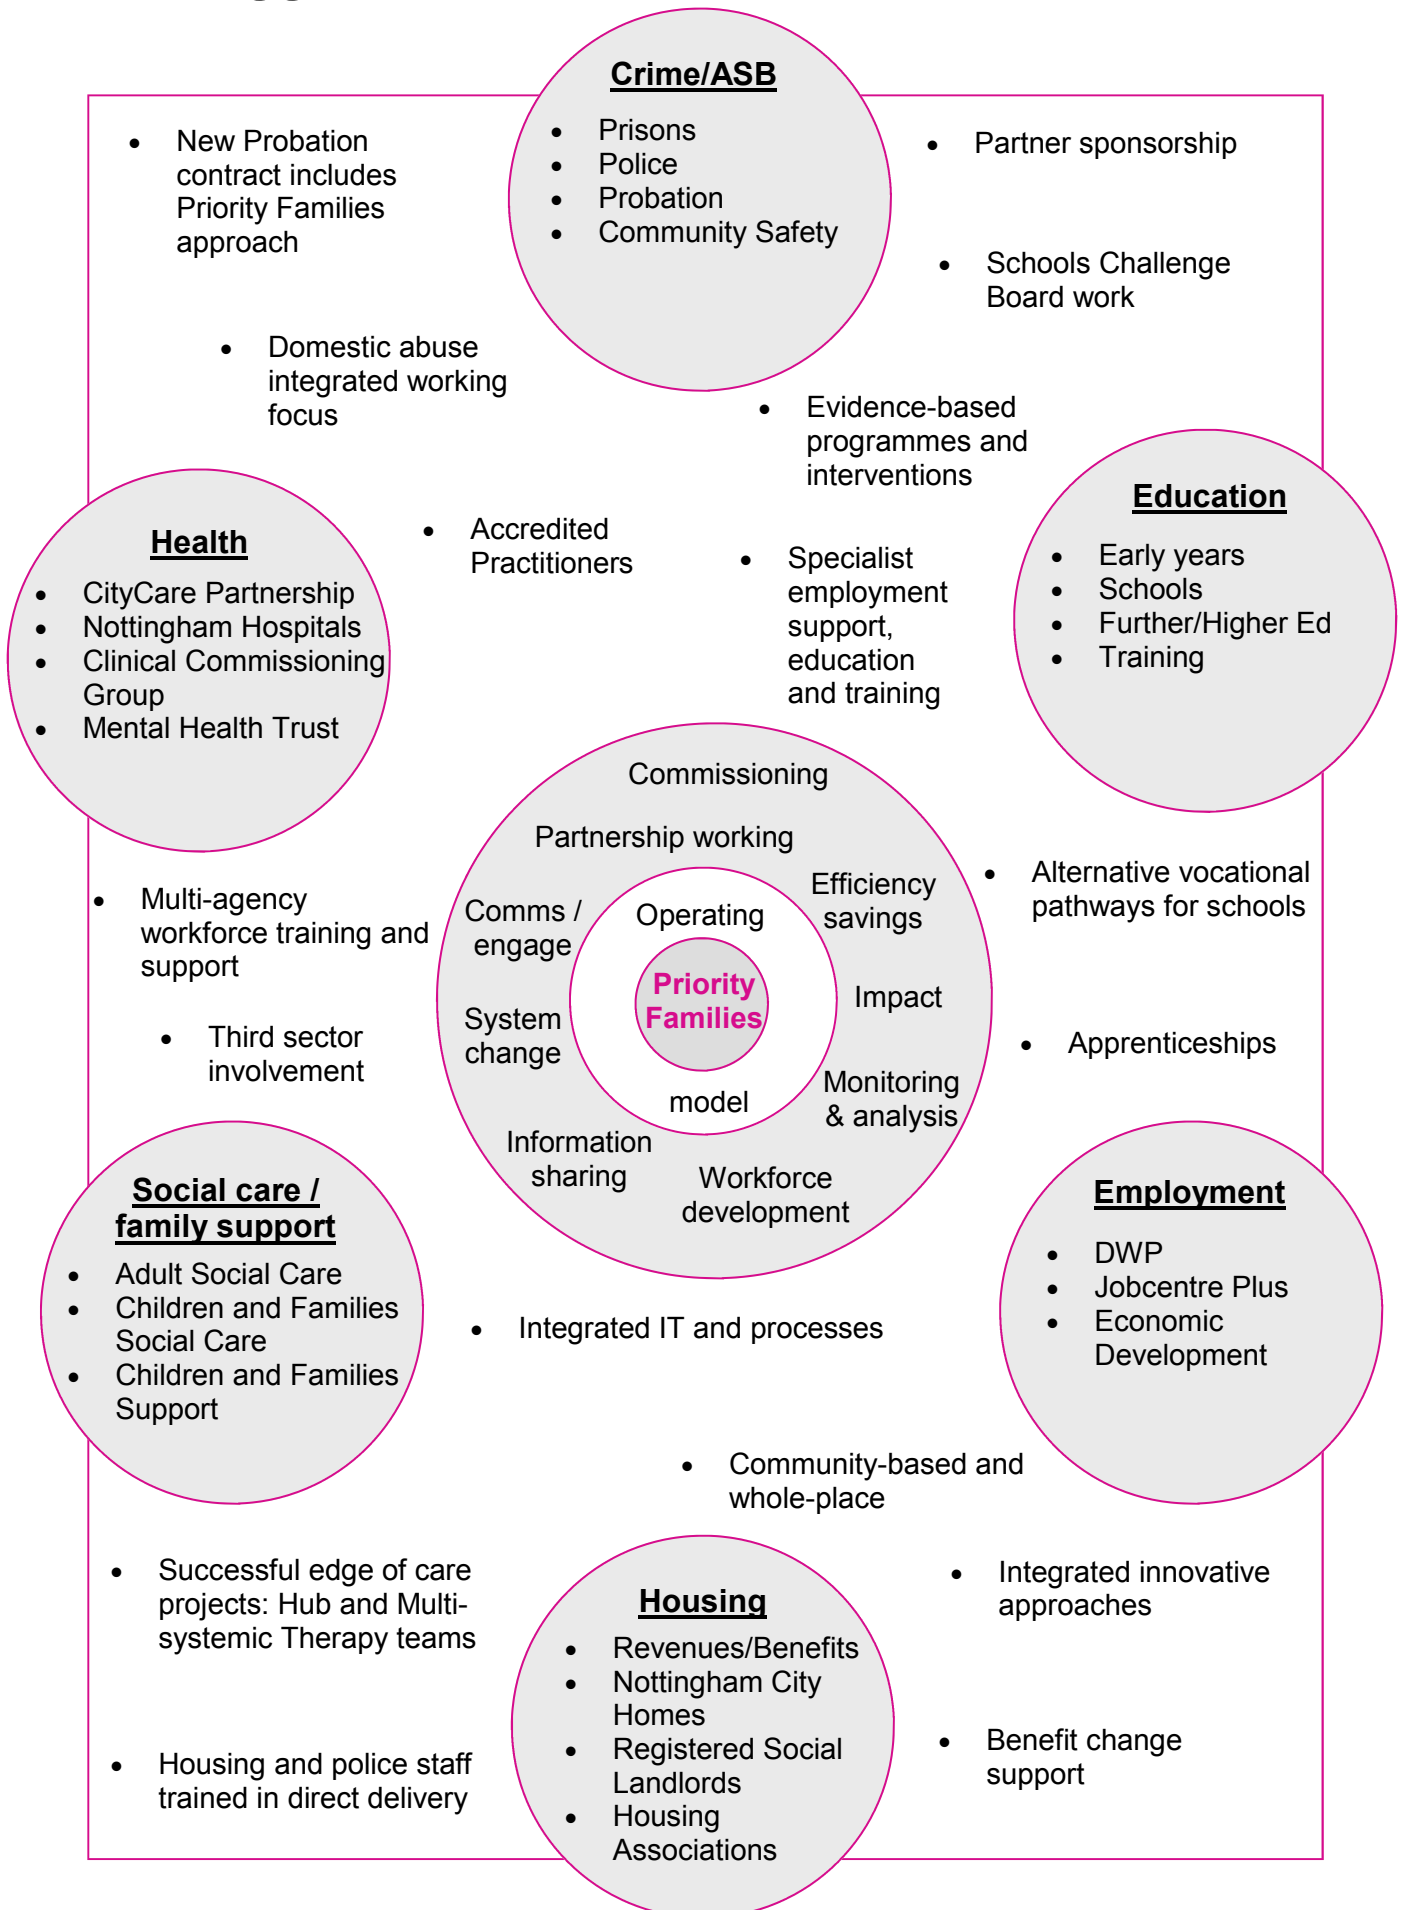 Crime/ASB
• Prisons
• Police
• Probation
• Community Safety
• New Probation
contract includes
Priority Families
approach
• Partner sponsorship
• Schools Challenge
Board work
• Domestic abuse
integrated working
focus
• Evidence-based
programmes and
interventions
Health
• CityCare Partnership
• Nottingham Hospitals
• Clinical Commissioning
Group
• Mental Health Trust
• Accredited
Practitioners
• Specialist
employment
support,
education
and training
Education
• Early years
• Schools
• Further/Higher Ed
• Training
Commissioning
Partnership working
Efficiency
savings
Comms /
engage
Operating
Priority
Families
model
Impact
System
change
Monitoring
& analysis
Information
sharing
Workforce
development
• Multi-agency
workforce training and
support
• Third sector
involvement
• Alternative vocational
pathways for schools
• Apprenticeships
Social care /
family support
• Adult Social Care
• Children and Families
Social Care
• Children and Families
Support
Employment
• DWP
• Jobcentre Plus
• Economic
Development
• Integrated IT and processes
• Community-based and
whole-place
• Successful edge of care
projects: Hub and Multi-
systemic Therapy teams
• Housing and police staff
trained in direct delivery
Housing
• Revenues/Benefits
• Nottingham City
Homes
• Registered Social
Landlords
• Housing
Associations
• Integrated innovative
approaches
• Benefit change
support